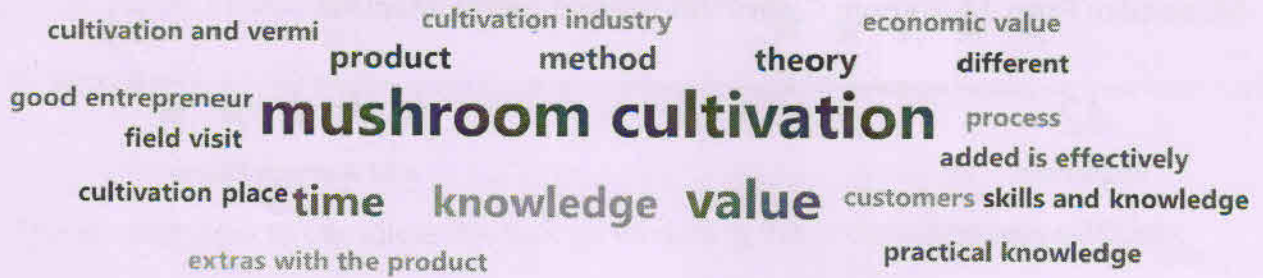 cultivation industry economic value
cultivation and vermi
product method theory different
good entrepreneur mushroom cultivation process
field visit
added is effectively
cultivation place time knowledge value customers skills and knowledge
practical knowledge
extras with the product